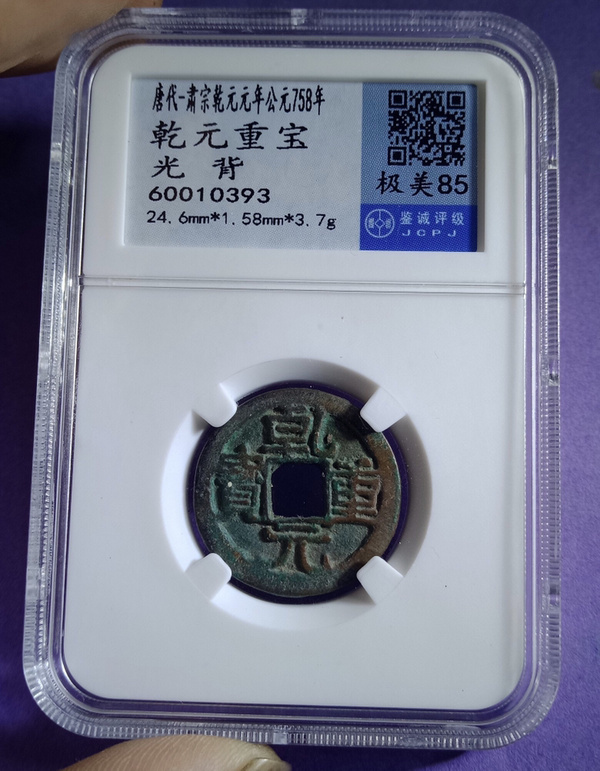 唐代-肃宗乾元元年公元758年
乾元重宝
光 背
60010393
24.6mm*1.58mm*3.7g
极美85
鉴诚评级
JCPJ
乾元重寶